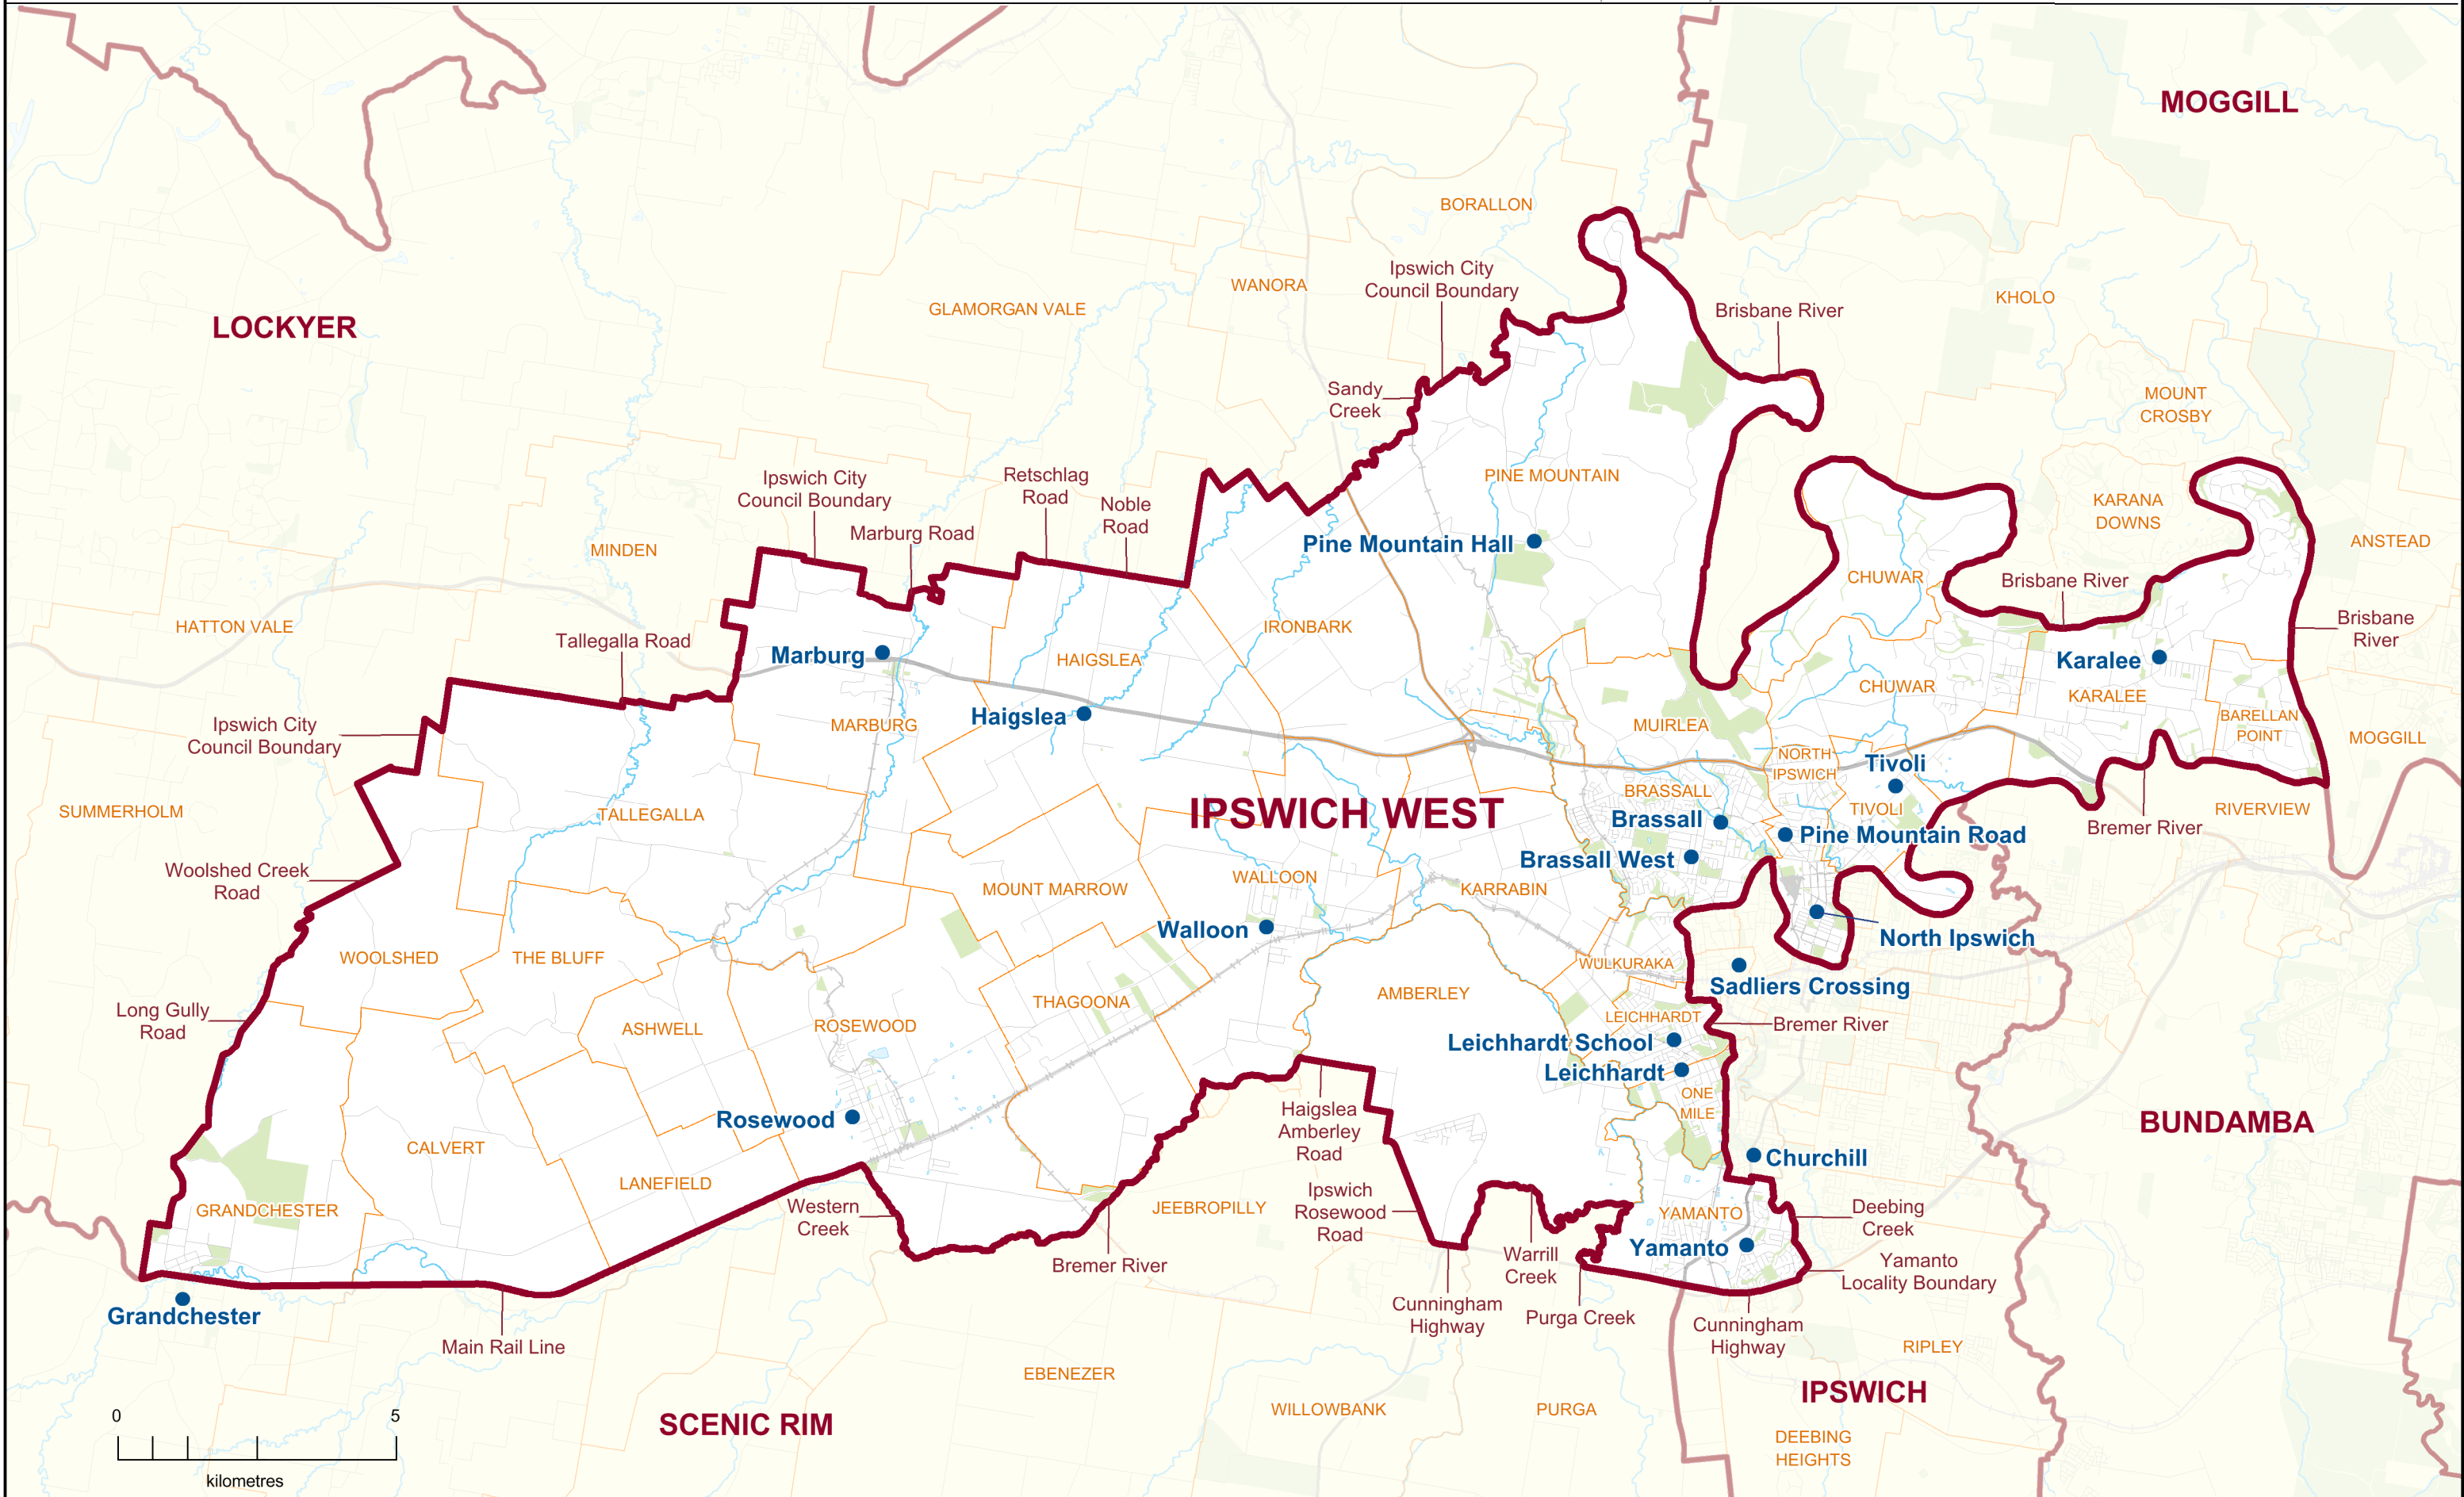 MOGGILL
BORALLON
Ipswich City
Council Boundary
WANORA
GLAMORGAN VALE
KHOLO
Brisbane River
LOCKYER
Sandy
Creek
MOUNT
CROSBY
Ipswich City
Council Boundary
Retschlag
Road
Noble
Road
Marburg Road
PINE MOUNTAIN
KARANA
DOWNS
ANSTEAD
MINDEN
Pine Mountain Hall
CHUWAR
Brisbane River
Brisbane
River
HATTON VALE
Tallegalla Road
Marburg
HAIGSLEA
IRONBARK
Karalee
CHUWAR
KARALEE
Haigslea
MARBURG
MUIRLEA
BARELLAN
POINT
MOGGILL
Ipswich City
Council Boundary
NORTH
IPSWICH
Tivoli
SUMMERHOLM
TALLEGALLA
IPSWICH WEST
BRASSALL
TIVOLI
RIVERVIEW
Brassall
Pine Mountain Road
Bremer River
Brassall West
Woolshed Creek
Road
MOUNT MARROW
WALLOON
KARRABIN
Walloon
North Ipswich
WOOLSHED
THE BLUFF
WULKURAKA
Sadliers Crossing
AMBERLEY
THAGOONA
Long Gully
Road
ASHWELL
ROSEWOOD
LEICHHARDT
Bremer River
Leichhardt School
Leichhardt
ONE
MILE
Rosewood
Haigslea
Amberley
Road
BUNDAMBA
CALVERT
Churchill
LANEFIELD
GRANDCHESTER
Western
Creek
JEEBROPILLY
Ipswich
Rosewood
Road
YAMANTO
Deebing
Creek
Yamanto
Warrill
Creek
Bremer River
Yamanto
Locality Boundary
Grandchester
Cunningham
Highway
Purga Creek
Cunningham
Highway
Main Rail Line
RIPLEY
EBENEZER
IPSWICH
WILLOWBANK
PURGA
SCENIC RIM
DEEBING
HEIGHTS
0 5
kilometres